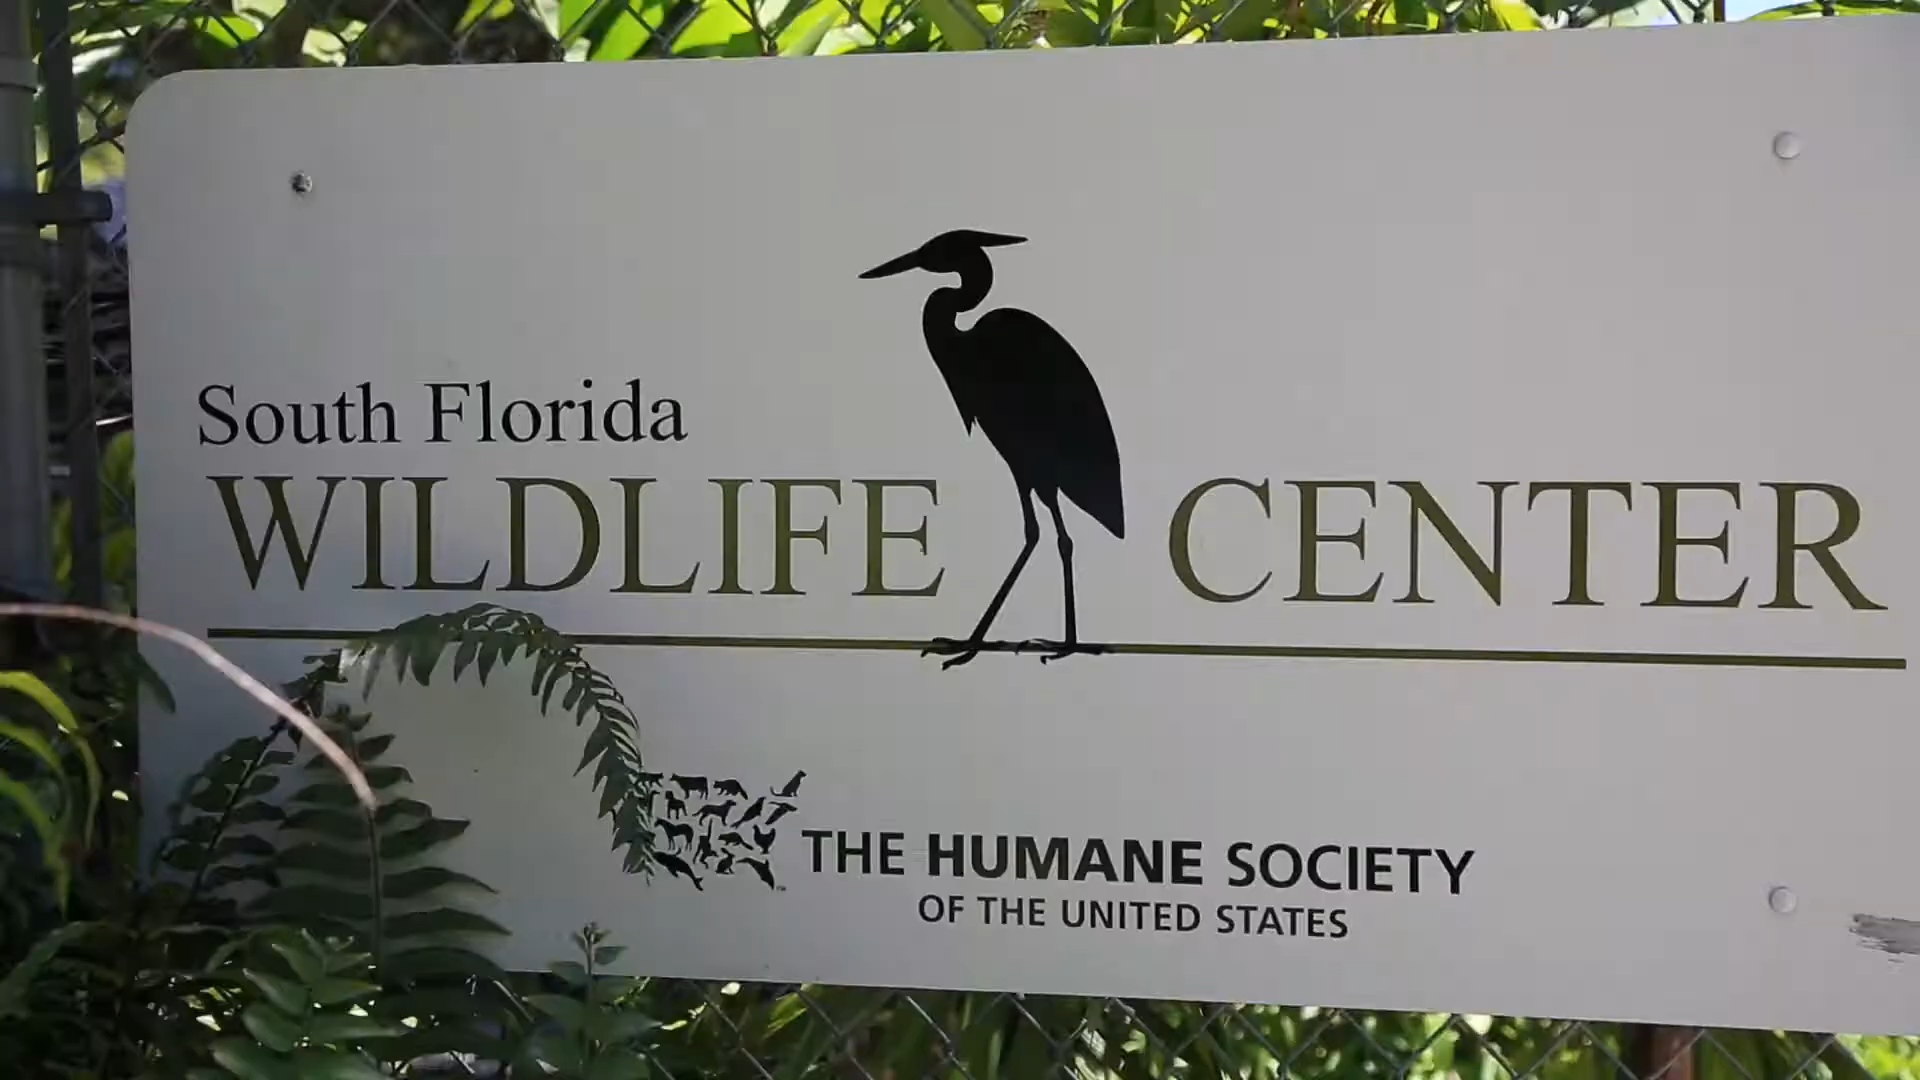 South Florida
WILDLIFE CENTER
THE HUMANE SOCIETY
OF THE UNITED STATES